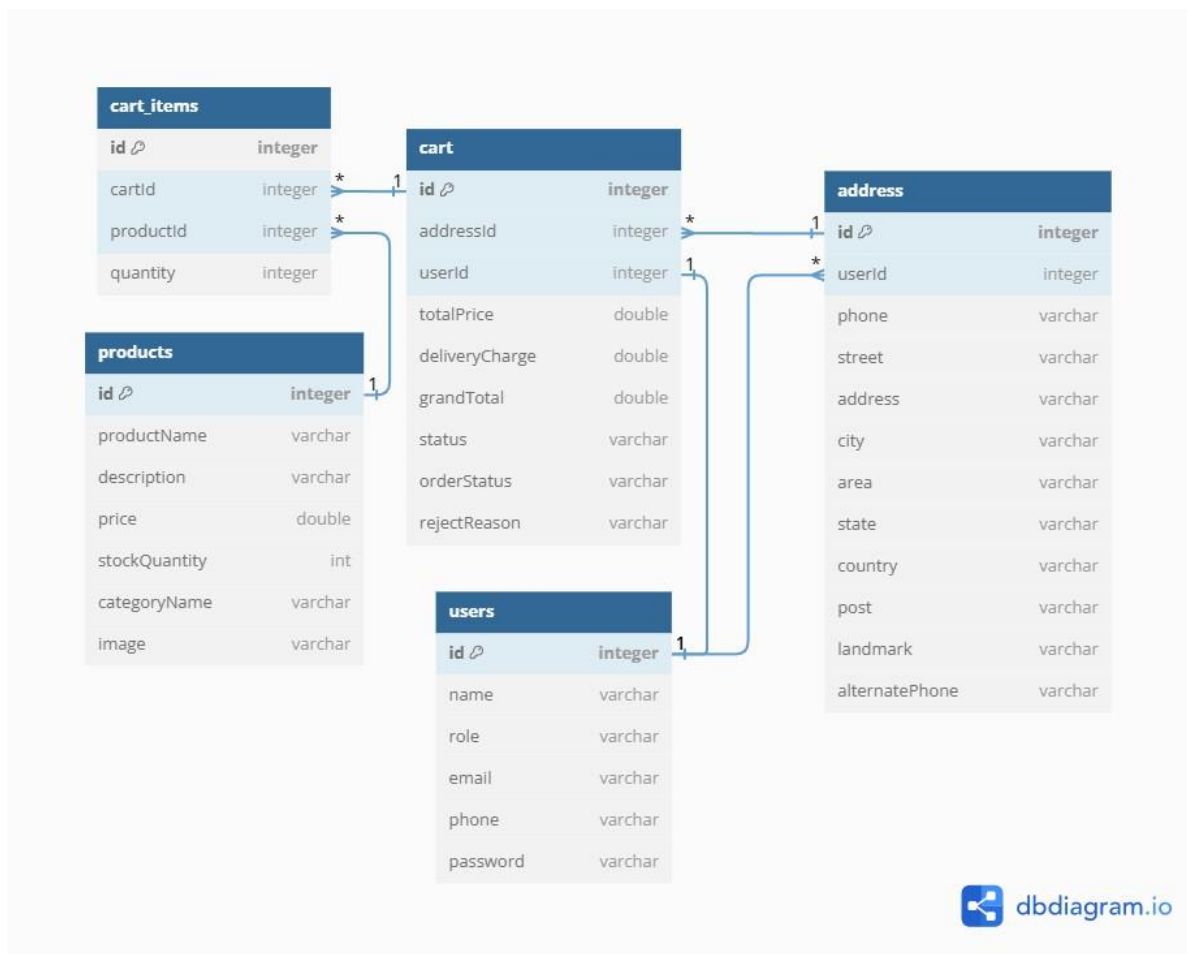 cart_items
id integer
cartId integer *
productId integer *
quantity integer
products
id integer 1
productName varchar
description varchar
price double
stockQuantity int
categoryName varchar
image varchar
cart
1 id integer
addressId integer *
userId integer 1
totalPrice double
deliveryCharge double
grandTotal double
status varchar
orderStatus varchar
rejectReason varchar
users
id integer 1
name varchar
role varchar
email varchar
phone varchar
password varchar
address
1 id integer
* userId integer
phone varchar
street varchar
address varchar
city varchar
area varchar
state varchar
country varchar
post varchar
landmark varchar
alternatePhone varchar
dbdiagram.io